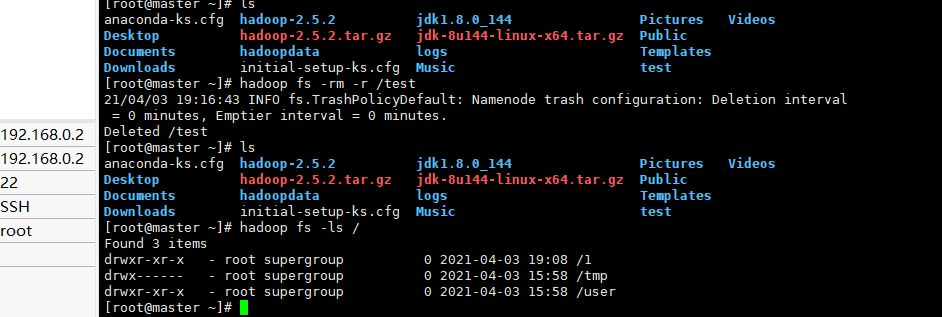 [root@master ~]# ls
anaconda-ks.cfg hadoop-2.5.2 jdk1.8.0_144 Pictures Videos
Desktop hadoop-2.5.2.tar.gz jdk-8u144-linux-x64.tar.gz Public
Documents hadoopdata logs Templates
Downloads initial-setup-ks.cfg Music test
[root@master ~]# hadoop fs -rm -r /test
21/04/03 19:16:43 INFO fs.TrashPolicyDefault: Namenode trash configuration: Deletion interval
= 0 minutes, Emptier interval = 0 minutes.
Deleted /test
[root@master ~]# ls
anaconda-ks.cfg hadoop-2.5.2 jdk1.8.0_144 Pictures Videos
Desktop hadoop-2.5.2.tar.gz jdk-8u144-linux-x64.tar.gz Public
Documents hadoopdata logs Templates
Downloads initial-setup-ks.cfg Music test
[root@master ~]# hadoop fs -ls /
Found 3 items
drwxr-xr-x - root supergroup 0 2021-04-03 19:08 /1
drwx------ - root supergroup 0 2021-04-03 15:58 /tmp
drwxr-xr-x - root supergroup 0 2021-04-03 15:58 /user
[root@master ~]#
192.168.0.2
192.168.0.2
22
SSH
root